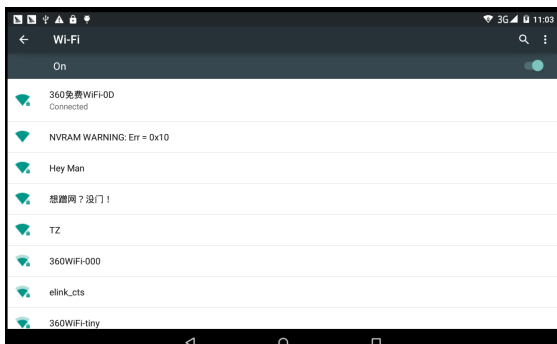 3G 11:03
Wi-Fi
On
360免费WiFi-0D
Connected
NVRAM WARNING: Err = 0x10
Hey Man
想蹭网？没门！
TZ
360WiFi-000
elink_cts
360WiFi-tiny